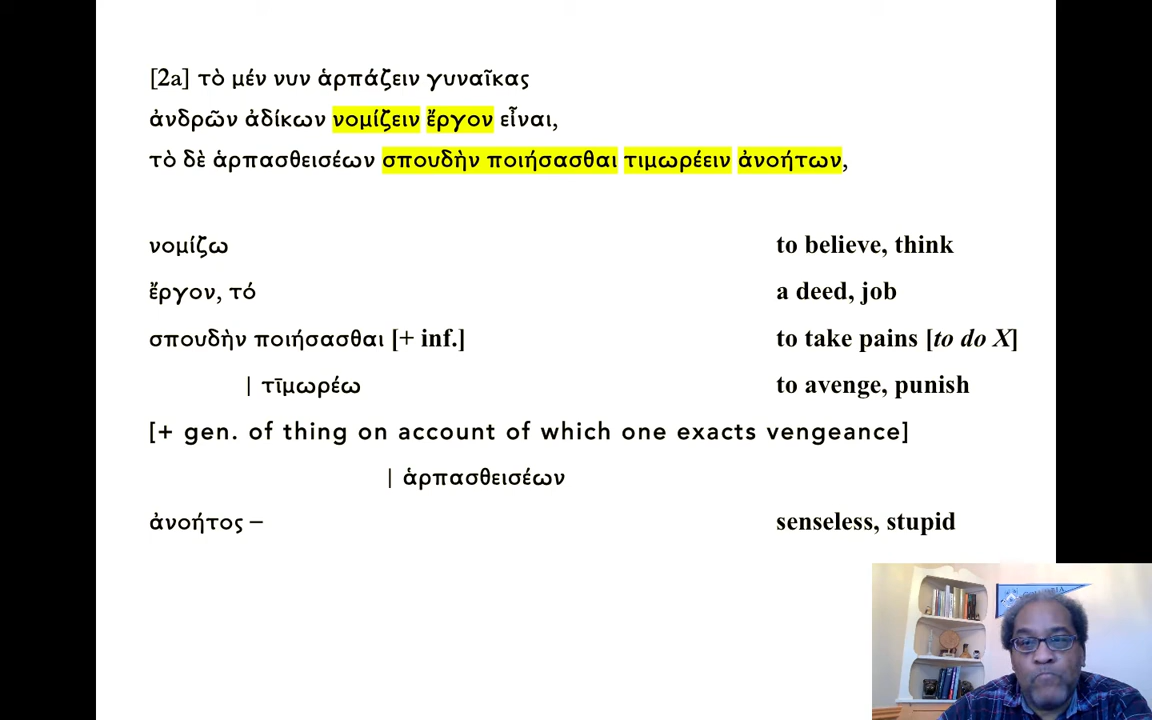 [2a] τὸ μέν νυν ἁρπάζειν γυναῖκας
ἀνδρῶν ἀδίκων νομίζειν ἔργον εἶναι,
τὸ δὲ ἁρπασθεισέων σπουδὴν ποιήσασθαι τιμωρέειν ἀνοήτων,
νομίζω to believe, think
ἔργον, τό a deed, job
σπουδὴν ποιήσασθαι [+ inf.] to take pains [to do X]
| τῑμωρέω to avenge, punish
[+ gen. of thing on account of which one exacts vengeance]
| ἁρπασθεισέων
ἀνοήτος – senseless, stupid